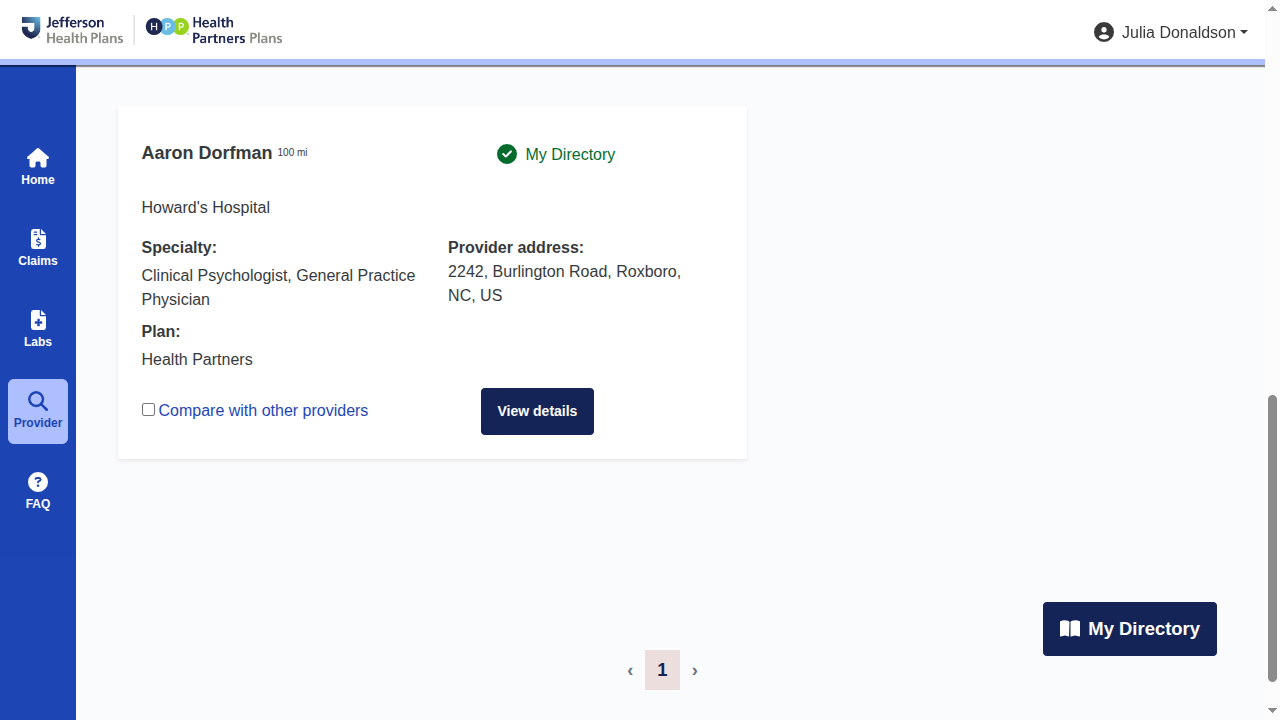 Jefferson
Health Plans
HPP
Health
Partners Plans
Julia Donaldson
Home
Claims
Labs
Provider
FAQ
Aaron Dorfman 100 mi
My Directory
Howard's Hospital
Specialty:
Clinical Psychologist, General Practice
Physician
Provider address:
2242, Burlington Road, Roxboro,
NC, US
Plan:
Health Partners
Compare with other providers
View details
My Directory
‹ 1 ›